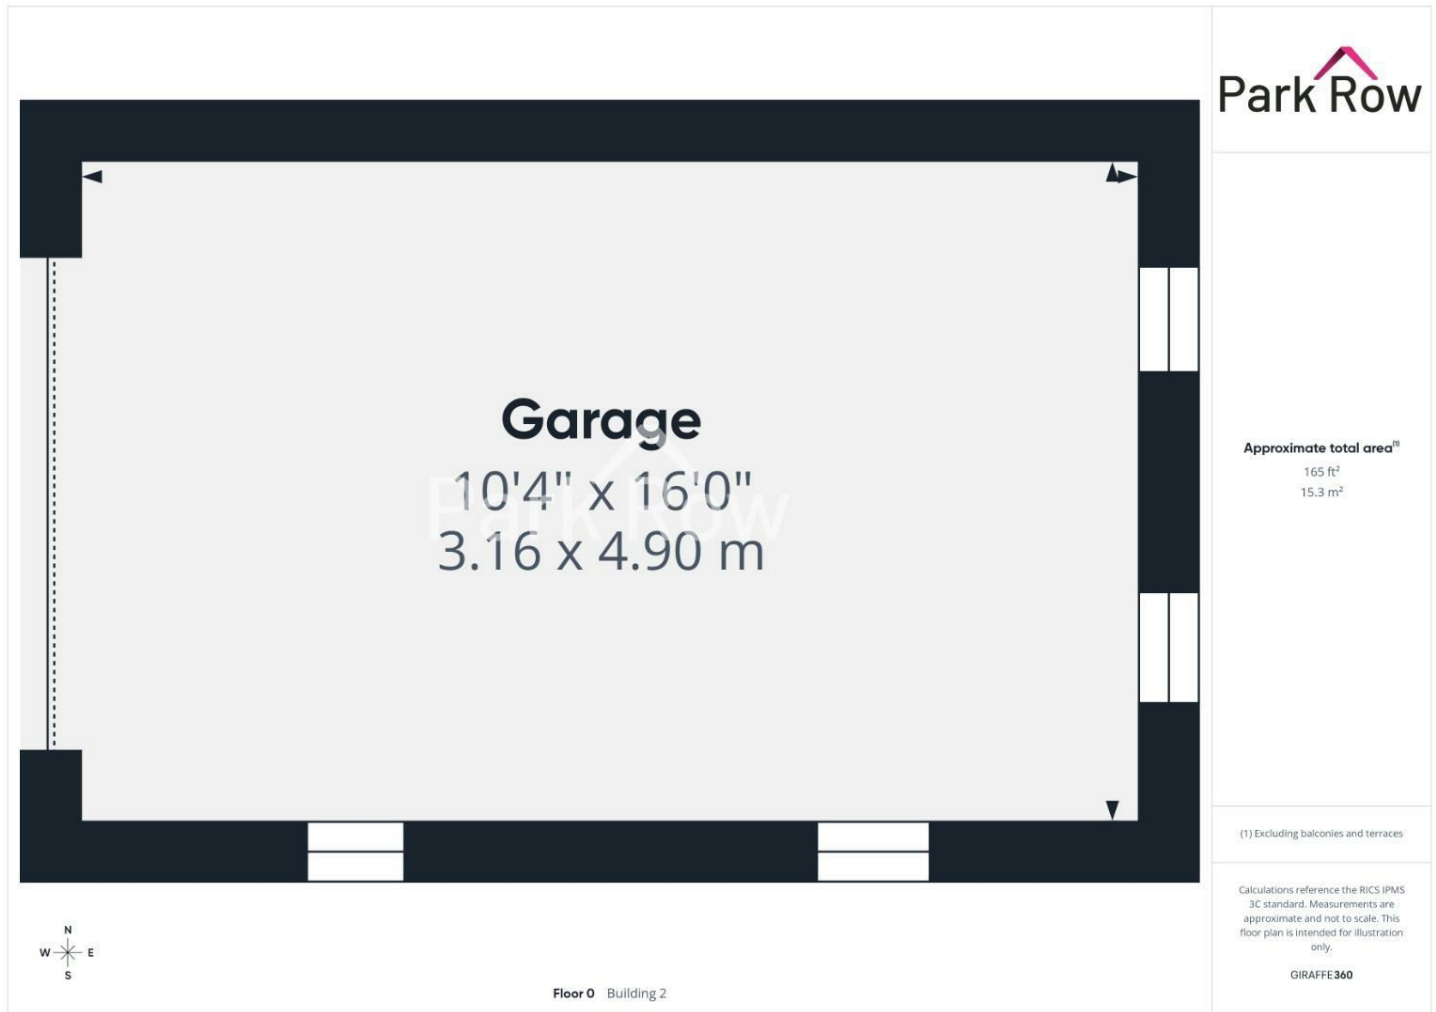 Park Row
Garage
10'4" x 16'0"
3.16 x 4.90 m
Park Row
Approximate total area(1)
165 ft²
15.3 m²
(1) Excluding balconies and terraces
Calculations reference the RICS IPMS
3C standard. Measurements are
approximate and not to scale. This
floor plan is intended for illustration
only.
GIRAFFE360
N
W E
S
Floor 0 Building 2